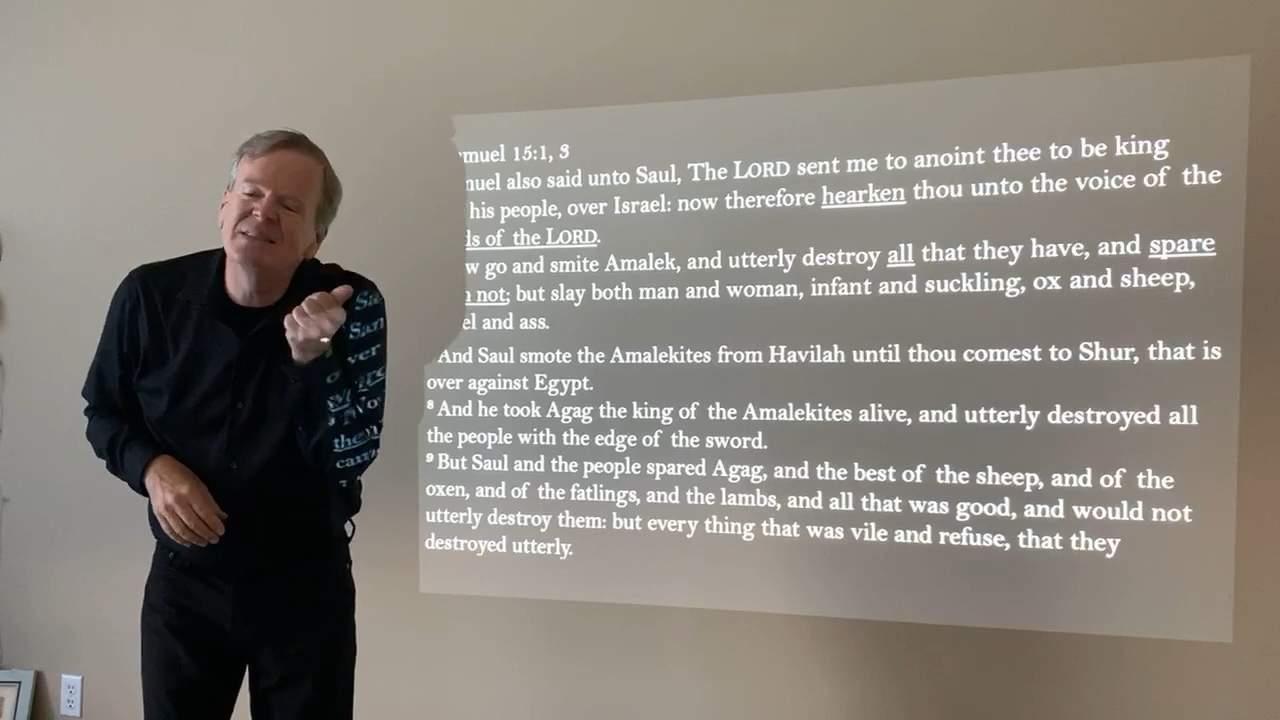 muel 15:1, 3
nuel also said unto Saul, The LORD sent me to anoint thee to be king
his people, over Israel: now therefore hearken thou unto the voice of the
ds of the LORD.
w go and smite Amalek, and utterly destroy all that they have, and spare
not; but slay both man and woman, infant and suckling, ox and sheep,
el and ass.
And Saul smote the Amalekites from Havilah until thou comest to Shur, that is
over against Egypt.
8 And he took Agag the king of the Amalekites alive, and utterly destroyed all
the people with the edge of the sword.
9 But Saul and the people spared Agag, and the best of the sheep, and of the
oxen, and of the fatlings, and the lambs, and all that was good, and would not
utterly destroy them: but every thing that was vile and refuse, that they
destroyed utterly.